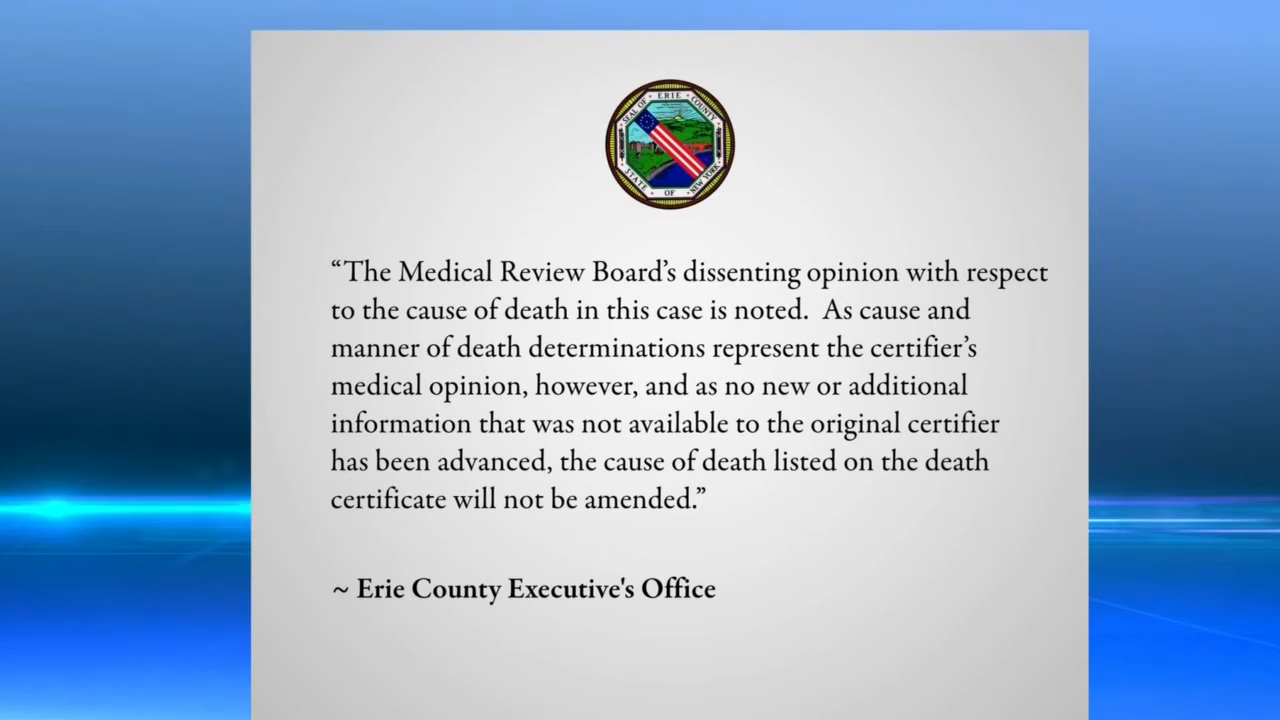 SEAL OF ERIE COUNTY
STATE OF NEW YORK
“The Medical Review Board’s dissenting opinion with respect
to the cause of death in this case is noted.  As cause and
manner of death determinations represent the certifier’s
medical opinion, however, and as no new or additional
information that was not available to the original certifier
has been advanced, the cause of death listed on the death
certificate will not be amended.”
~ Erie County Executive's Office